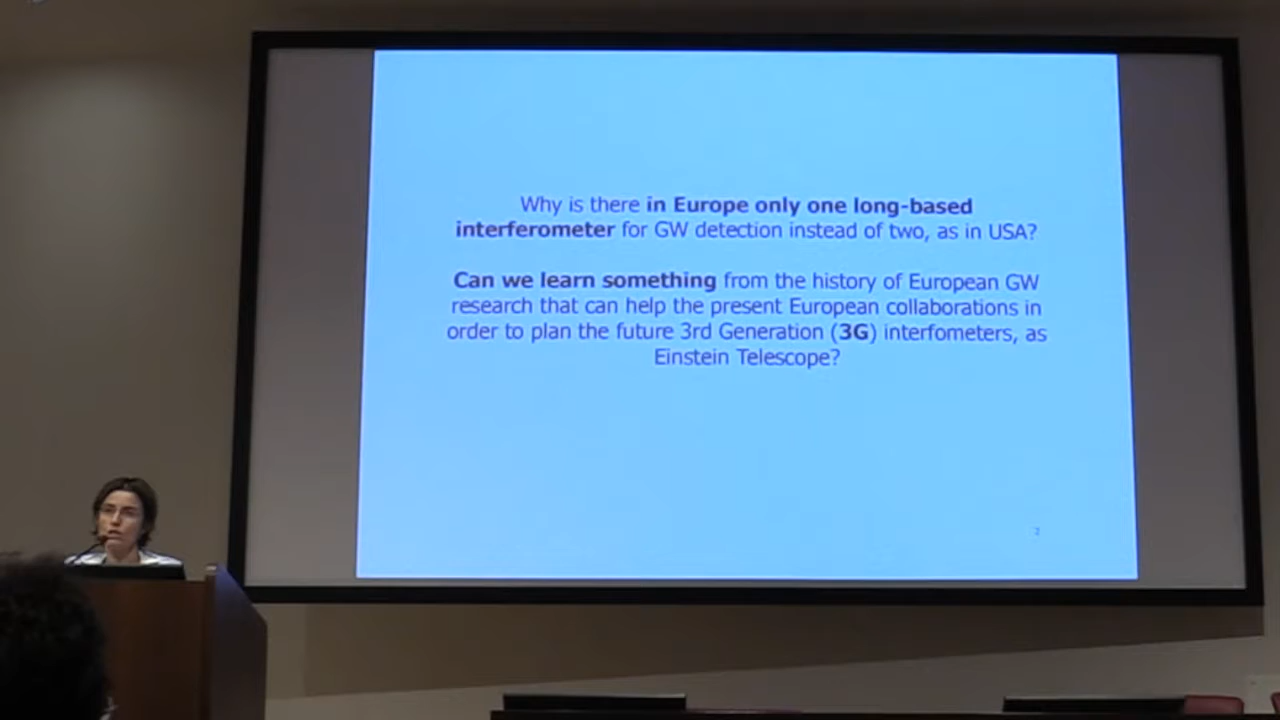 Why is there in Europe only one long-based
interferometer for GW detection instead of two, as in USA?
Can we learn something from the history of European GW
research that can help the present European collaborations in
order to plan the future 3rd Generation (3G) interfometers, as
Einstein Telescope?
2